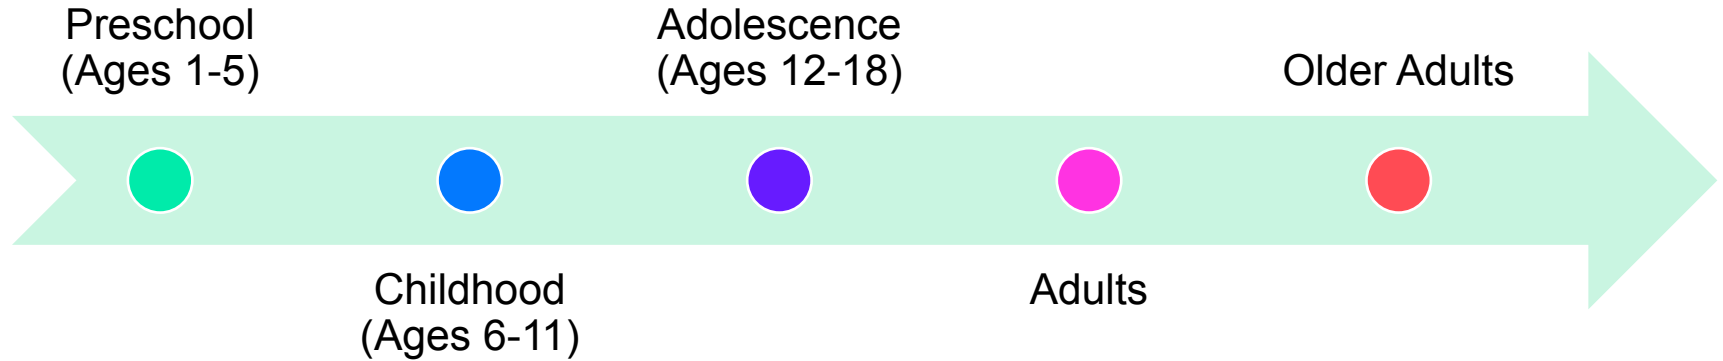 Preschool
(Ages 1-5)
Childhood
(Ages 6-11)
Adolescence
(Ages 12-18)
Adults
Older Adults